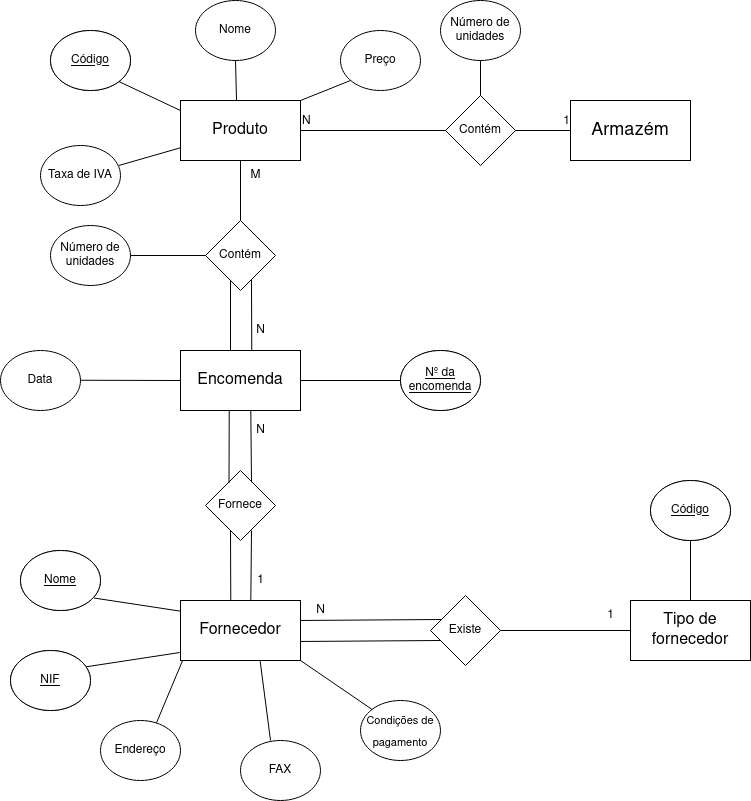 Número de
unidades
Nome
Código
Preço
N
1
Produto
Contém
Armazém
Taxa de IVA
M
Número de
unidades
Contém
N
Data
Encomenda
Nº da
encomenda
N
Fornece
Código
Nome
1
N
1
Fornecedor
Existe
Tipo de
fornecedor
NIF
Condições de
pagamento
Endereço
FAX